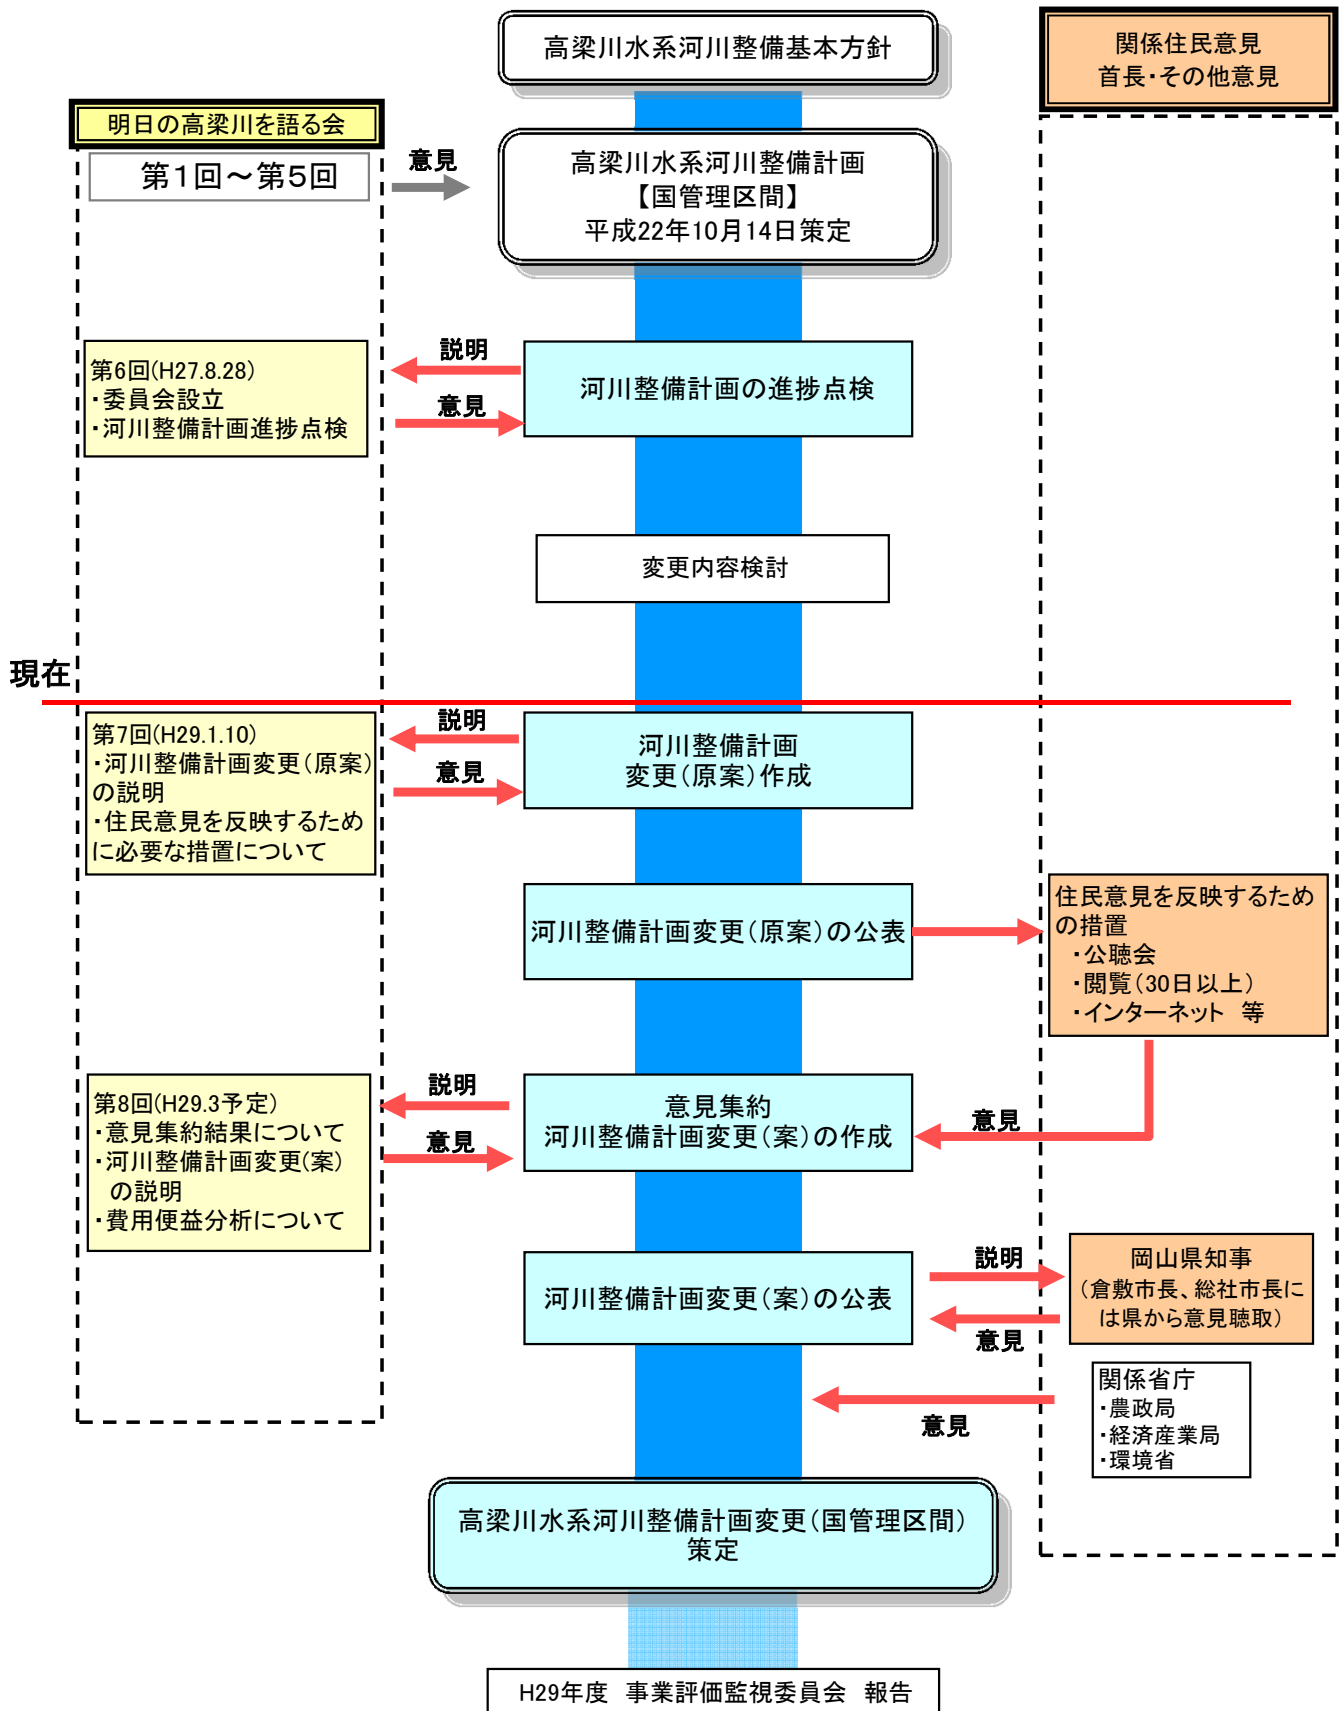 高梁川水系河川整備基本方針
関係住民意見
首長・その他意見
明日の高梁川を語る会
第1回～第5回
意見
高梁川水系河川整備計画
【国管理区間】
平成22年10月14日策定
第6回(H27.8.28)
・委員会設立
・河川整備計画進捗点検
説明
意見
河川整備計画の進捗点検
変更内容検討
現在
第7回(H29.1.10)
・河川整備計画変更(原案)
の説明
・住民意見を反映するため
に必要な措置について
説明
意見
河川整備計画
変更(原案)作成
河川整備計画変更(原案)の公表
住民意見を反映するため
の措置
・公聴会
・閲覧(30日以上)
・インターネット 等
第8回(H29.3予定)
・意見集約結果について
・河川整備計画変更(案)
の説明
・費用便益分析について
説明
意見
意見集約
河川整備計画変更(案)の作成
意見
河川整備計画変更(案)の公表
説明
意見
岡山県知事
(倉敷市長、総社市長に
は県から意見聴取)
意見
関係省庁
・農政局
・経済産業局
・環境省
高梁川水系河川整備計画変更(国管理区間)
策定
H29年度 事業評価監視委員会 報告